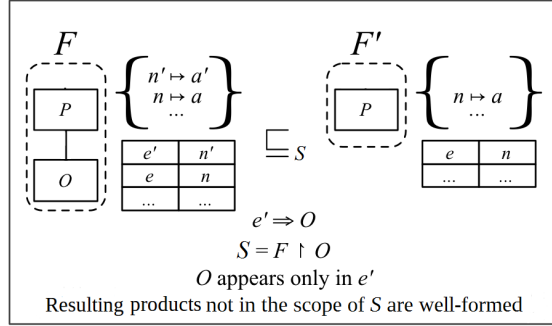 F
F′
P
O
n′ ↦ a′
n ↦ a
...
e′ n′
e n
... ...
⊑ S
P
n ↦ a
...
e n
... ...
e′ ⇒ O
S = F ↾ O
O appears only in e′
Resulting products not in the scope of S are well-formed